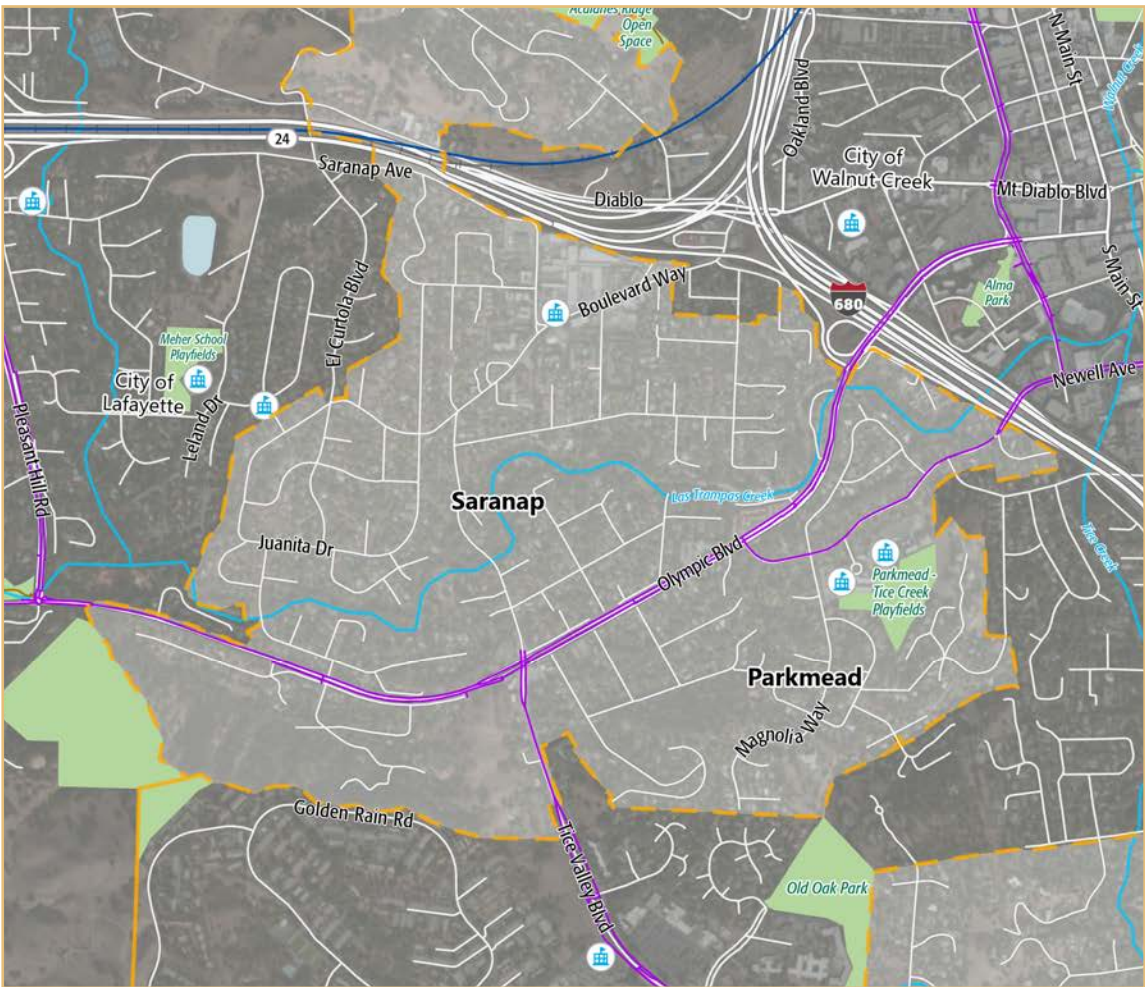 Acalanes Ridge
Open
Space
N Main St
Walnut Creek
Oakland Blvd
24
City of
Walnut Creek
Saranap Ave
Mt Diablo Blvd
Diablo
S Main St
Boulevard Way
680
Alma
Park
El Curtola Blvd
Meher School
Playfields
City of
Lafayette
Leland Dr
Newell Ave
Pleasant Hill Rd
Saranap
Las Trampas Creek
Juanita Dr
Olympic Blvd
Tice Creek
Parkmead -
Tice Creek
Playfields
Parkmead
Magnolia Way
Golden Rain Rd
Tice Valley Blvd
Old Oak Park